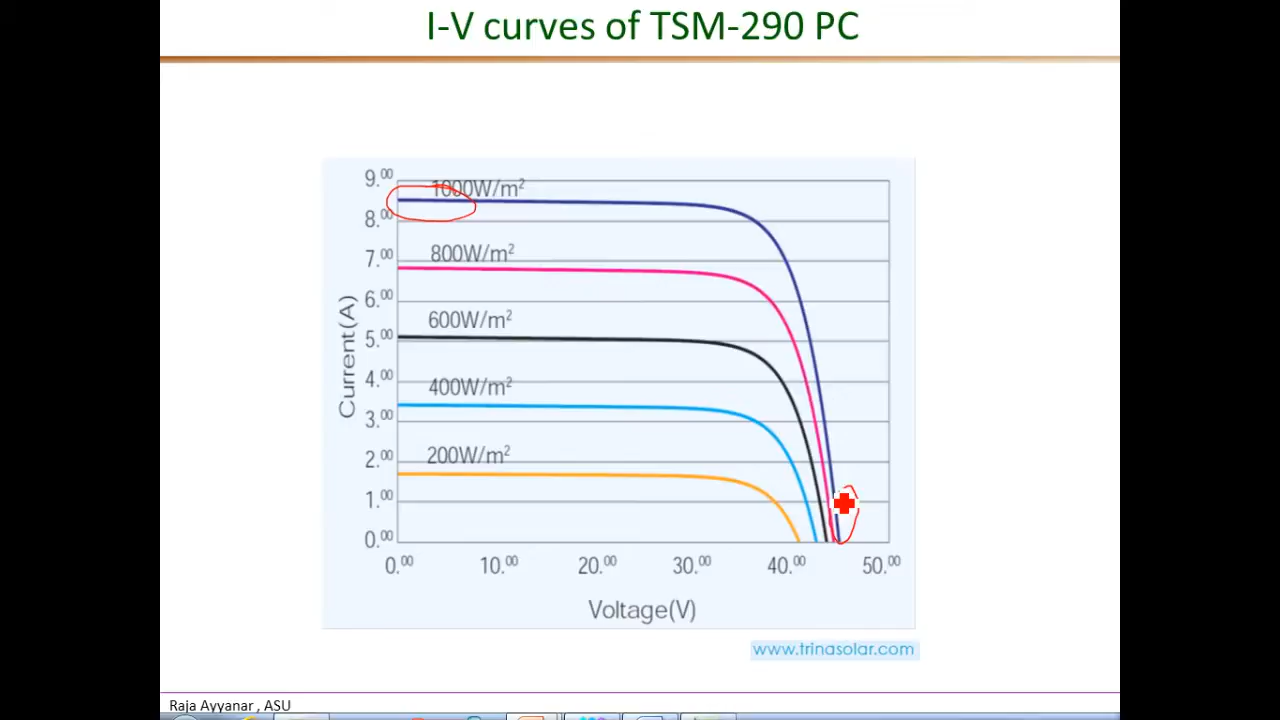 I-V curves of TSM-290 PC
9.00
1000W/m2
8.00
800W/m2
7.00
6.00
600W/m2
5.00
4.00
400W/m2
3.00
200W/m2
2.00
1.00
0.00
Current(A)
0.00 10.00 20.00 30.00 40.00 50.00
Voltage(V)
www.trinasolar.com
Raja Ayyanar , ASU